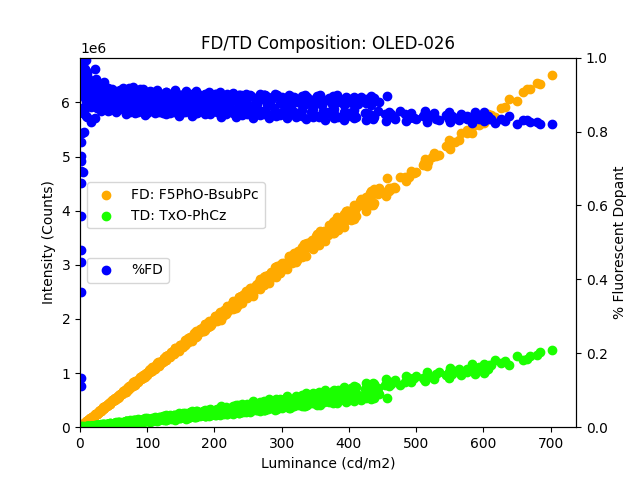 FD/TD Composition: OLED-026
1e6
Intensity (Counts)
0
1
2
3
4
5
6
FD: F5PhO-BsubPc
TD: TxO-PhCz
%FD
0.0
0.2
0.4
0.6
0.8
1.0
% Fluorescent Dopant
0 100 200 300 400 500 600 700
Luminance (cd/m2)